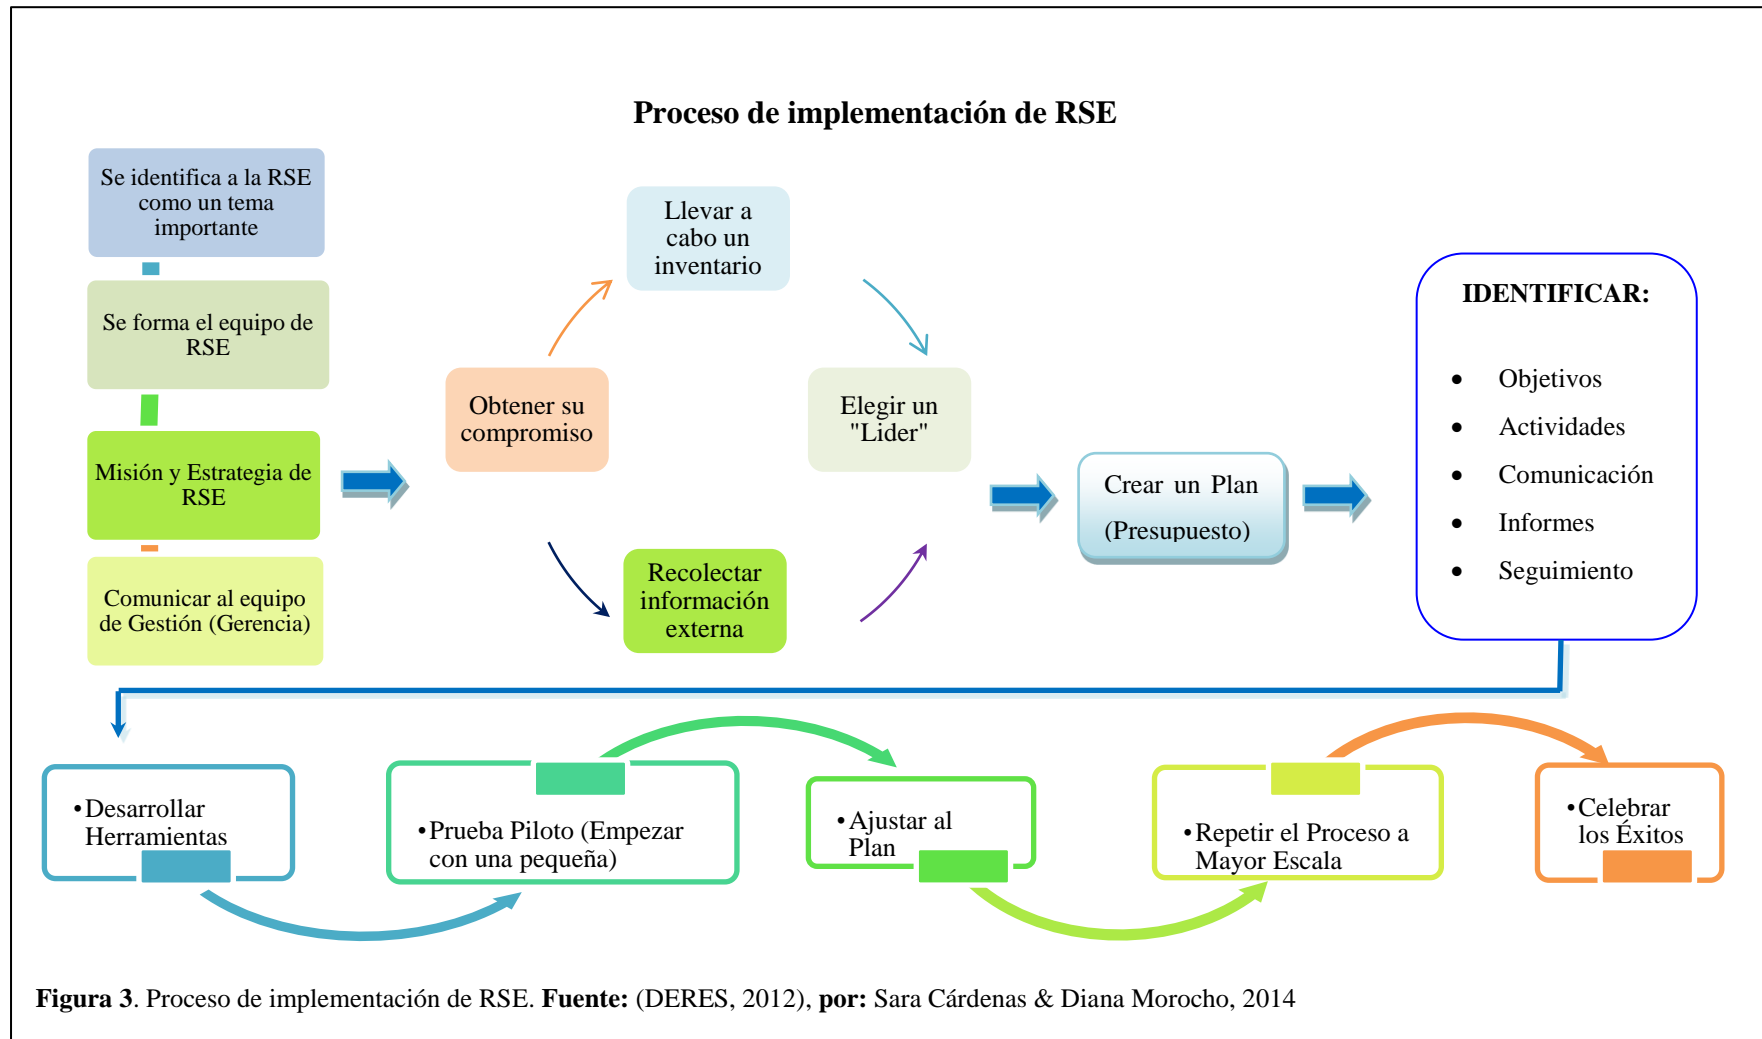 Proceso de implementación de RSE
Se identifica a la RSE
como un tema
importante
Se forma el equipo de
RSE
Misión y Estrategia de
RSE
Comunicar al equipo
de Gestión (Gerencia)
Obtener su
compromiso
Llevar a
cabo un
inventario
Recolectar
información
externa
Elegir un
"Lider"
Crear un Plan
(Presupuesto)
IDENTIFICAR:
• Objetivos
• Actividades
• Comunicación
• Informes
• Seguimiento
•Desarrollar
Herramientas
•Prueba Piloto (Empezar
con una pequeña)
•Ajustar al
Plan
•Repetir el Proceso a
Mayor Escala
•Celebrar
los Éxitos
Figura 3. Proceso de implementación de RSE. Fuente: (DERES, 2012), por: Sara Cárdenas & Diana Morocho, 2014